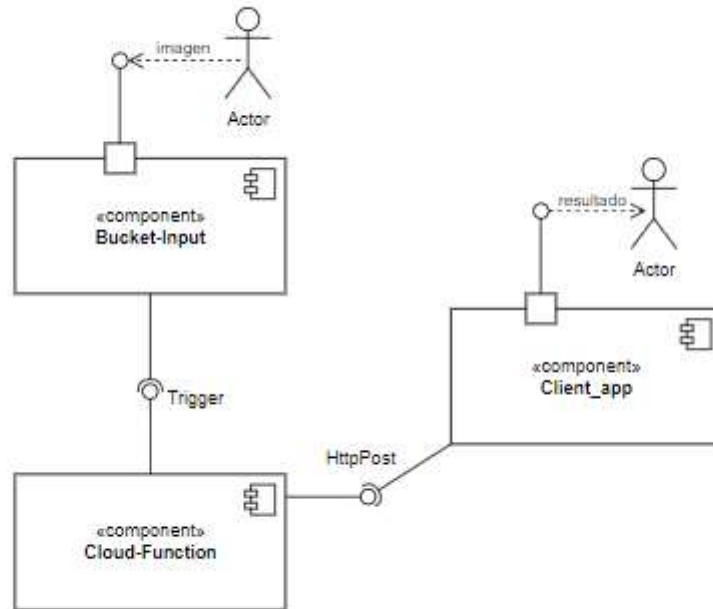 imagen
Actor
«component»
Bucket-Input
resultado
Actor
«component»
Client_app
Trigger
HttpPost
«component»
Cloud-Function